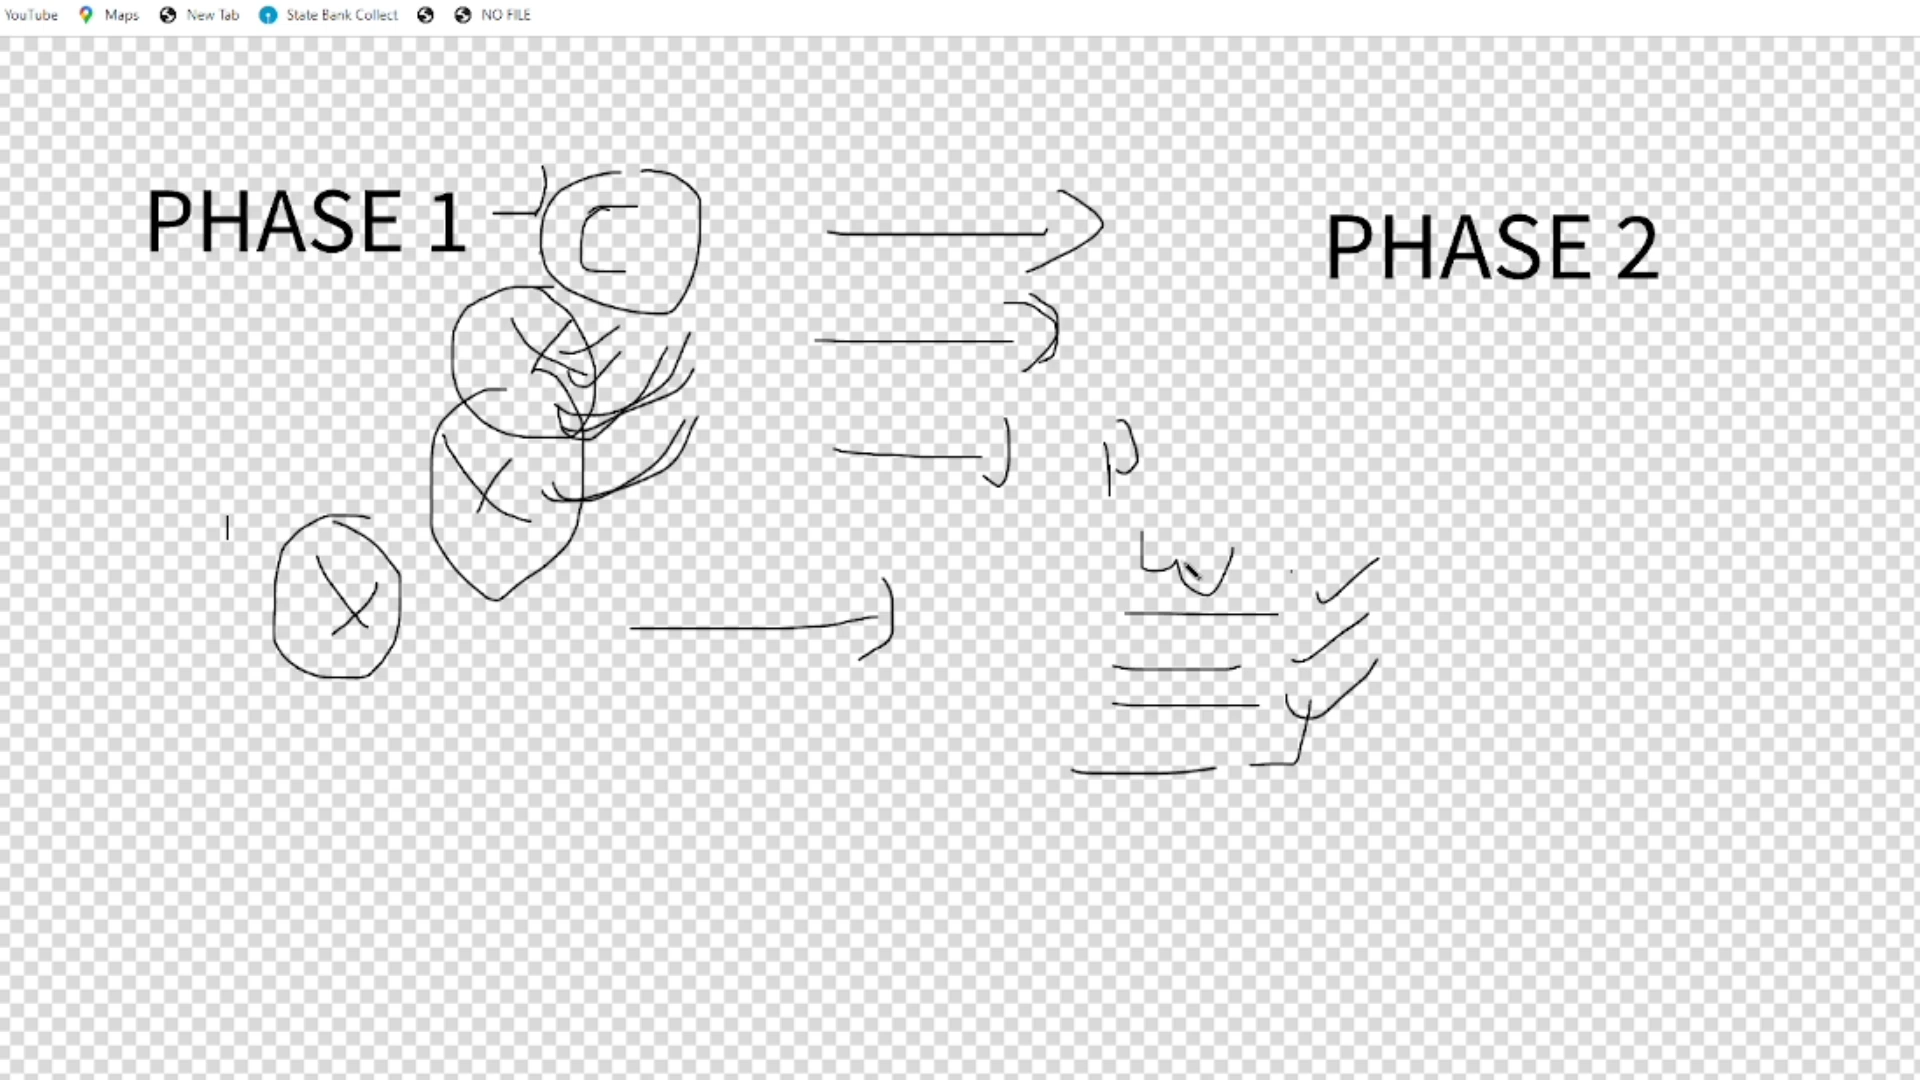 YouTube Maps New Tab State Bank Collect NO FILE
PHASE 1 C PHASE 2
X
X
P
X
W